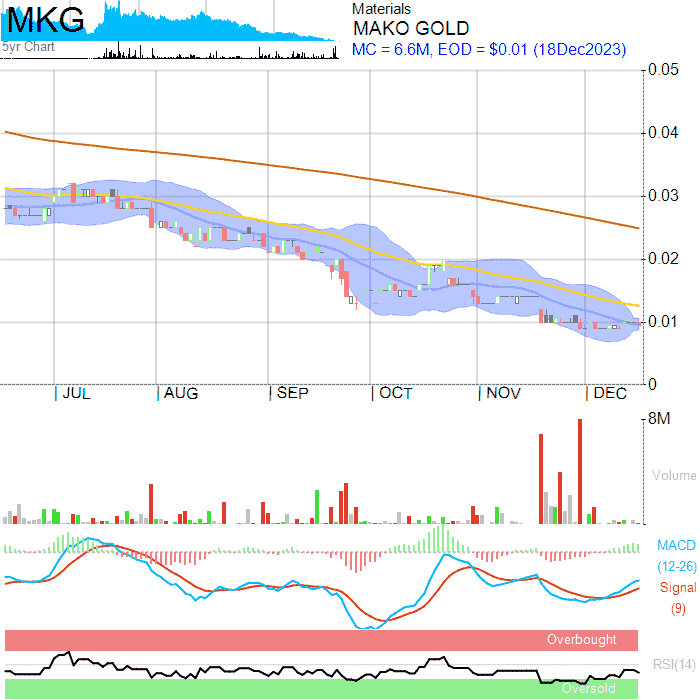 MKG
5yr Chart
Materials
MAKO GOLD
MC = 6.6M, EOD = $0.01 (18Dec2023)
0.05
0.04
0.03
0.02
0.01
0
JUL AUG SEP OCT NOV DEC
8M
Volume
MACD
(12-26)
Signal
(9)
Overbought
RSI(14)
Oversold